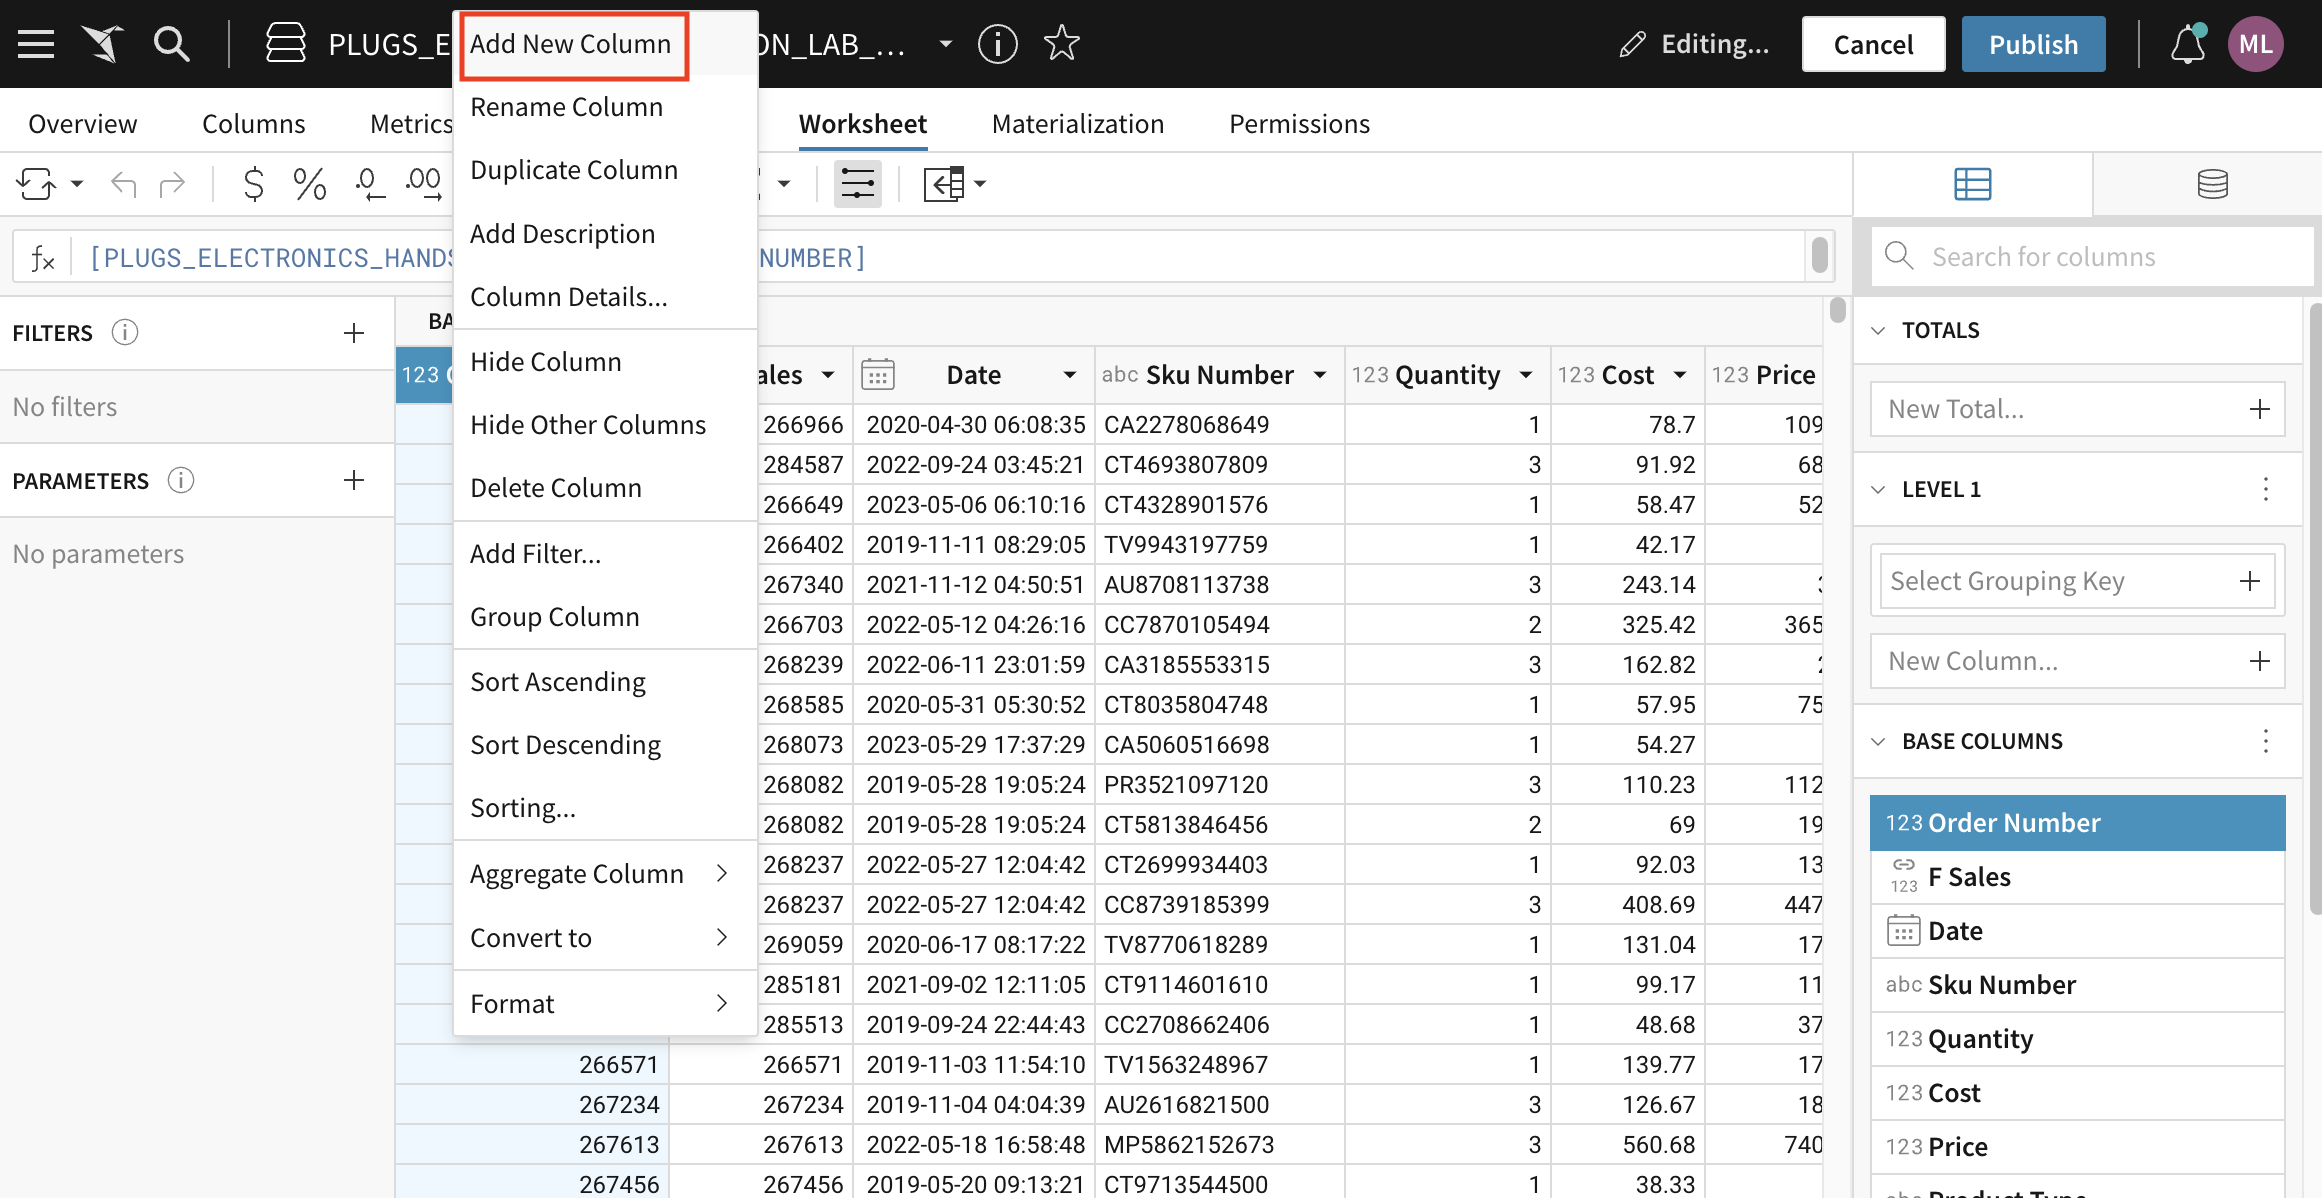 PLUGS_E
ON_LAB_...
Editing...
Cancel
Publish
ML
Overview
Columns
Metrics
Worksheet
Materialization
Permissions
$ % .0 .00
fx
[PLUGS_ELECTRONICS_HANDS
NUMBER]
Search for columns
Add New Column
Rename Column
Duplicate Column
Add Description
Column Details...
Hide Column
Hide Other Columns
Delete Column
Add Filter...
Group Column
Sort Ascending
Sort Descending
Sorting...
Aggregate Column
Convert to
Format
FILTERS
No filters
PARAMETERS
No parameters
BA
123
ales Date abc Sku Number 123 Quantity 123 Cost 123 Price
266966 2020-04-30 06:08:35 CA2278068649 1 78.7 109
284587 2022-09-24 03:45:21 CT4693807809 3 91.92 68
266649 2023-05-06 06:10:16 CT4328901576 1 58.47 52
266402 2019-11-11 08:29:05 TV9943197759 1 42.17
267340 2021-11-12 04:50:51 AU8708113738 3 243.14
266703 2022-05-12 04:26:16 CC7870105494 2 325.42 365
268239 2022-06-11 23:01:59 CA3185553315 3 162.82
268585 2020-05-31 05:30:52 CT8035804748 1 57.95 75
268073 2023-05-29 17:37:29 CA5060516698 1 54.27
268082 2019-05-28 19:05:24 PR3521097120 3 110.23 112
268082 2019-05-28 19:05:24 CT5813846456 2 69 19
268237 2022-05-27 12:04:42 CT2699934403 1 92.03 13
268237 2022-05-27 12:04:42 CC8739185399 3 408.69 447
269059 2020-06-17 08:17:22 TV8770618289 1 131.04 17
285181 2021-09-02 12:11:05 CT9114601610 1 99.17 11
285513 2019-09-24 22:44:43 CC2708662406 1 48.68 37
266571 266571 2019-11-03 11:54:10 TV1563248967 1 139.77 17
267234 267234 2019-11-04 04:04:39 AU2616821500 3 126.67 18
267613 267613 2022-05-18 16:58:48 MP5862152673 3 560.68 740
267456 267456 2019-05-20 09:13:21 CT9713544500 1 38.33
TOTALS
New Total...
LEVEL 1
Select Grouping Key
New Column...
BASE COLUMNS
123 Order Number
123 F Sales
Date
abc Sku Number
123 Quantity
123 Cost
123 Price
abc Product Type